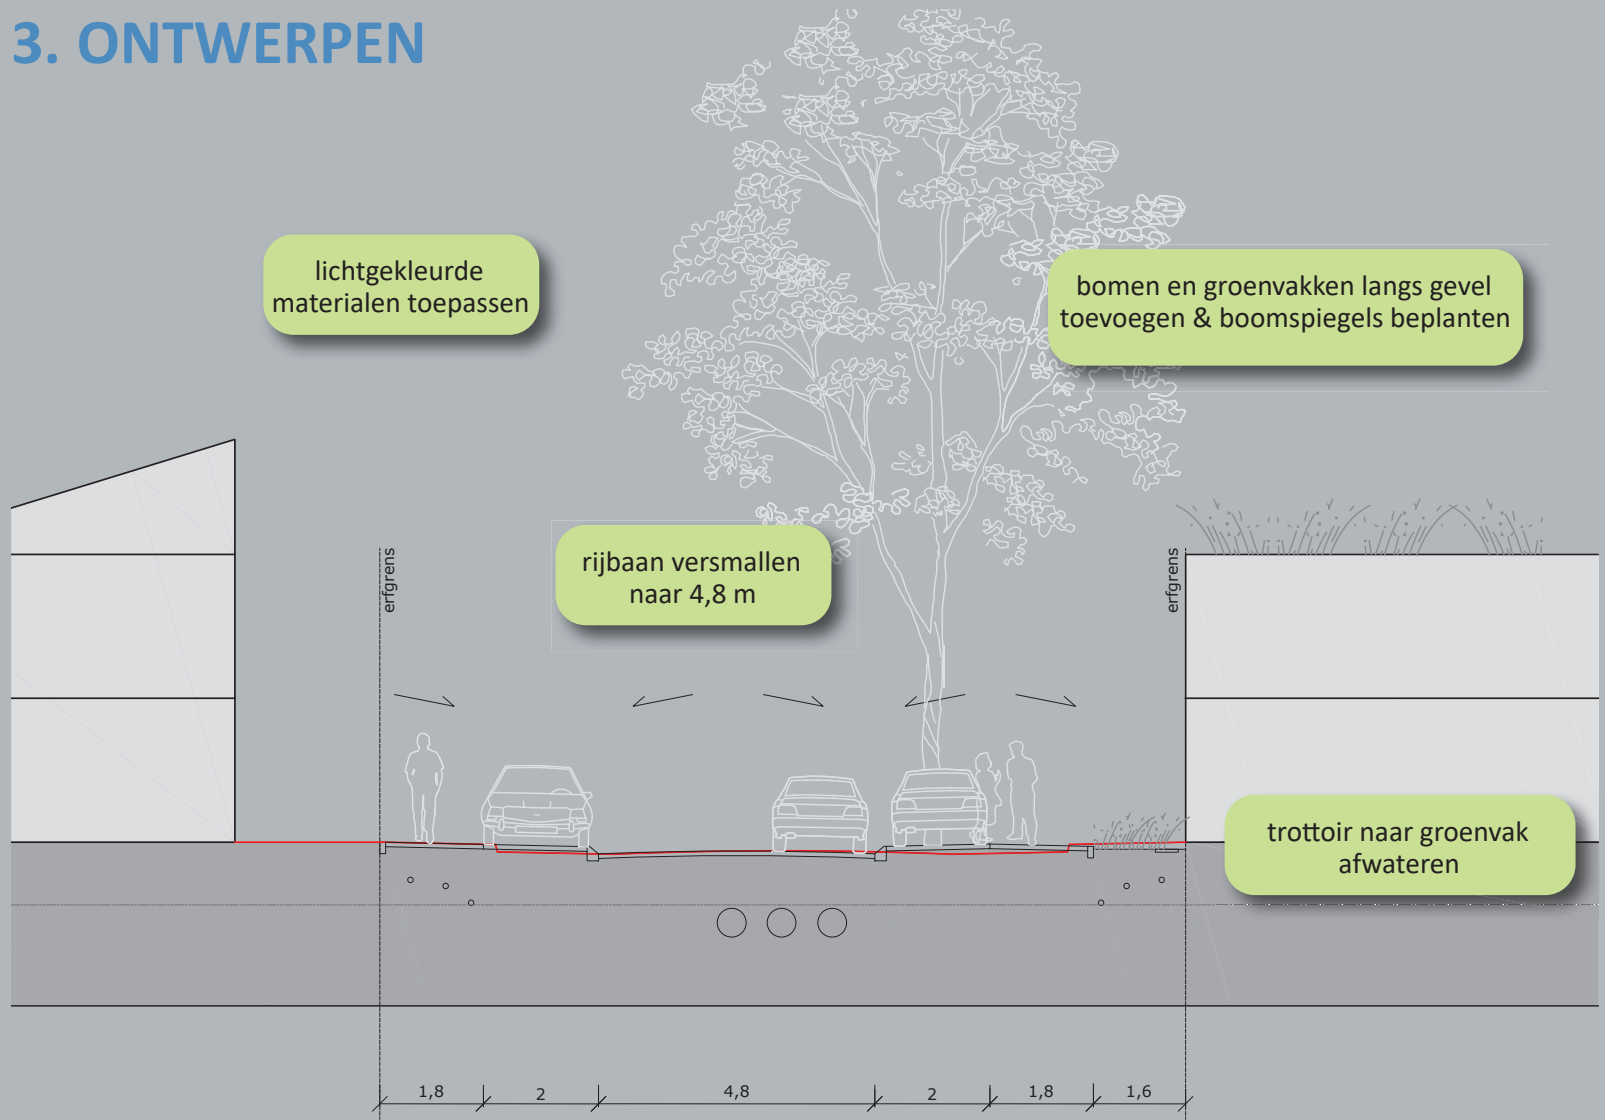 3. ONTWERPEN
lichtgekleurde
materialen toepassen
bomen en groenvakken langs gevel
toevoegen & boomspiegels beplanten
rijbaan versmallen
naar 4,8 m
erfgrens
erfgrens
trottoir naar groenvak
afwateren
1,8
2
4,8
2
1,8
1,6